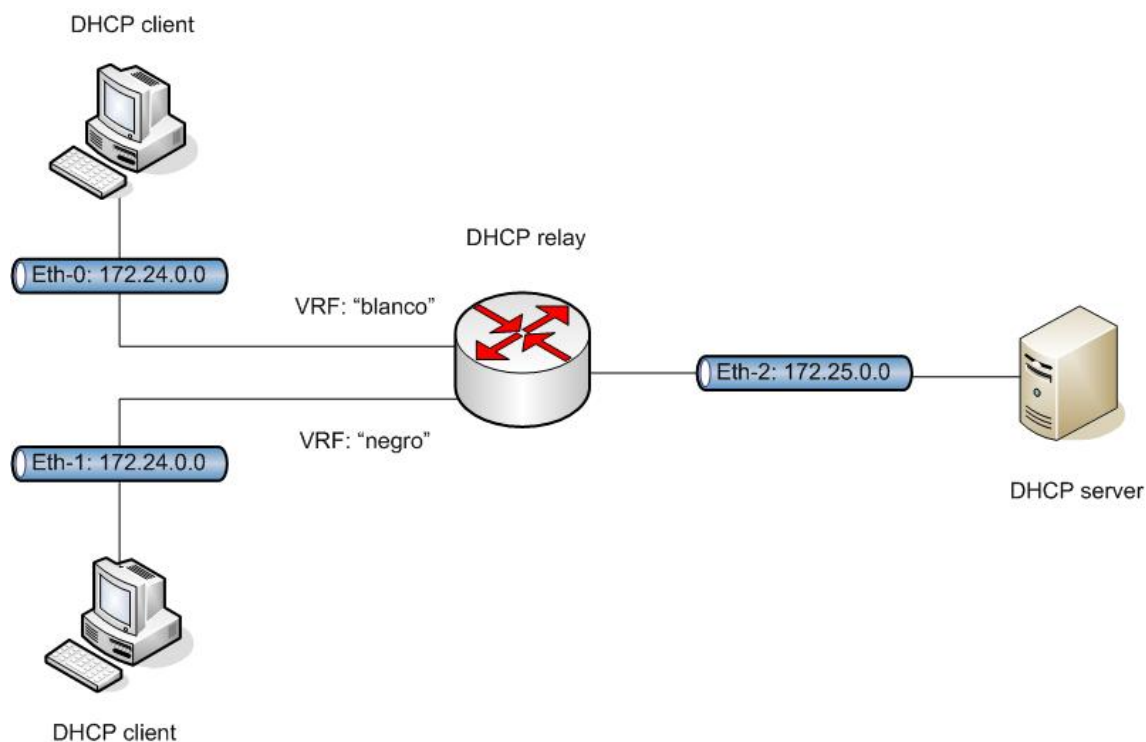 DHCP client
Eth-0: 172.24.0.0
DHCP relay
VRF: “blanco”
Eth-2: 172.25.0.0
VRF: “negro”
Eth-1: 172.24.0.0
DHCP server
DHCP client